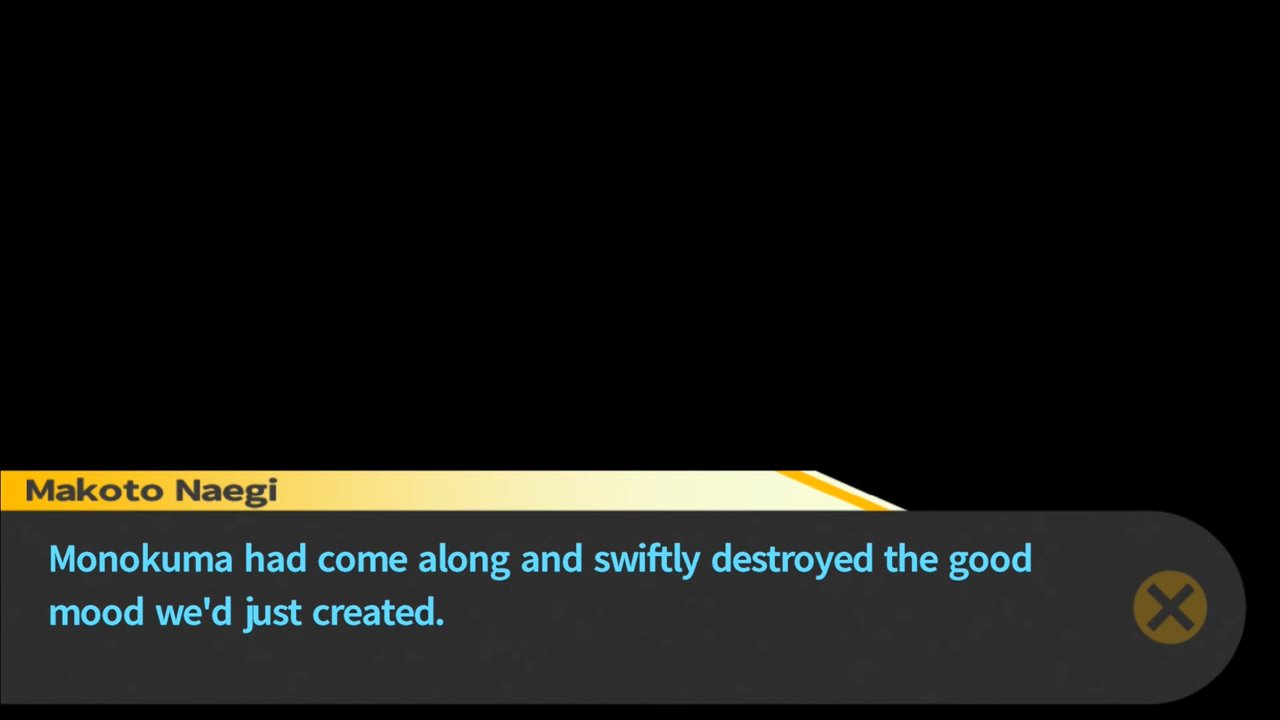 Makoto Naegi
Monokuma had come along and swiftly destroyed the good
mood we'd just created.